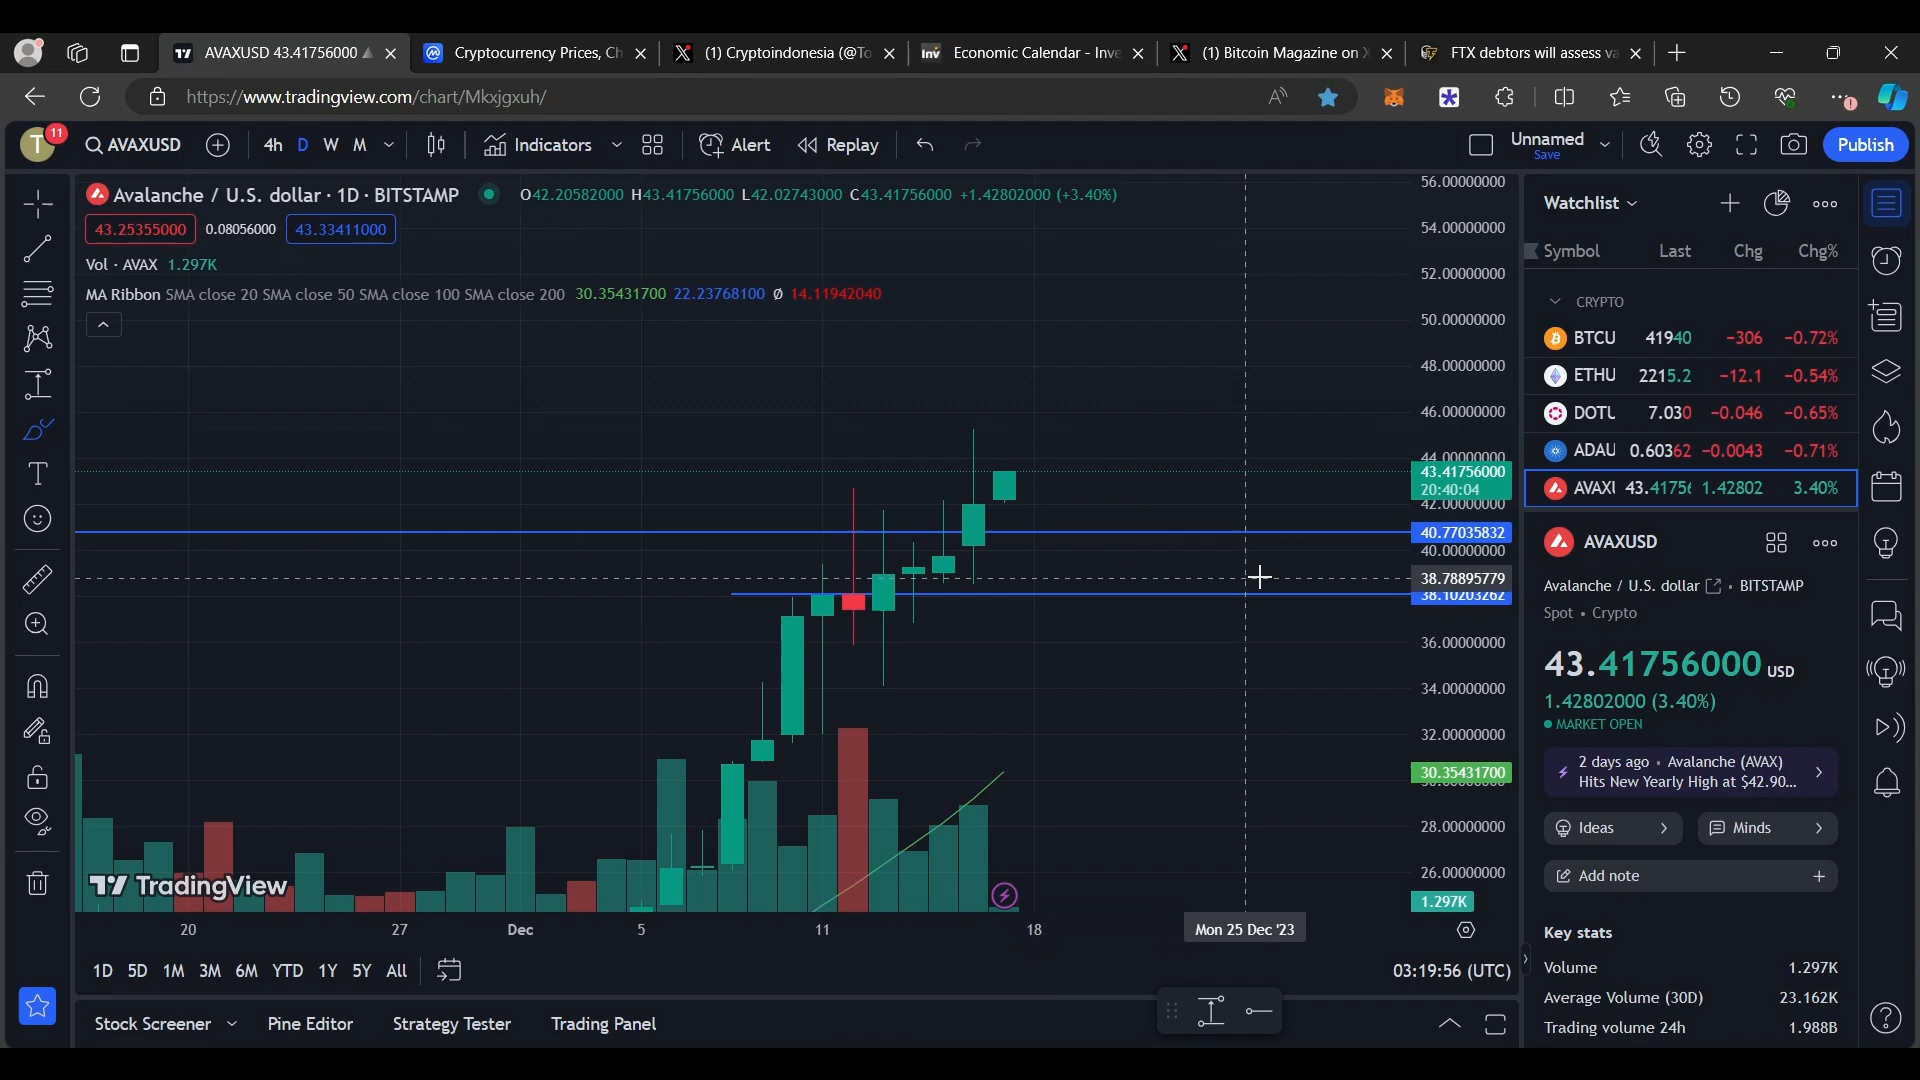 AVAXUSD 43.41756000
Cryptocurrency Prices, Ch
(1) Cryptoindonesia (@To
Inv Economic Calendar - Inve
(1) Bitcoin Magazine on X
FTX debtors will assess va
https://www.tradingview.com/chart/Mkxjgxuh/
T 11 AVAXUSD 4h D W M Indicators Alert Replay Unnamed Save Publish
Avalanche / U.S. dollar · 1D · BITSTAMP O42.20582000 H43.41756000 L42.02743000 C43.41756000 +1.42802000 (+3.40%)
43.25355000 0.08056000 43.33411000
Vol · AVAX 1.297K
MA Ribbon SMA close 20 SMA close 50 SMA close 100 SMA close 200 30.35431700 22.23768100 Ø 14.11942040
56.00000000
54.00000000
52.00000000
50.00000000
48.00000000
46.00000000
44.00000000
43.41756000
20:40:04
42.00000000
40.77035832
40.00000000
38.78895779
38.10203262
36.00000000
34.00000000
32.00000000
30.35431700
28.00000000
26.00000000
1.297K
TradingView
20 27 Dec 5 11 18 Mon 25 Dec '23
1D 5D 1M 3M 6M YTD 1Y 5Y All 03:19:56 (UTC)
Stock Screener Pine Editor Strategy Tester Trading Panel
Watchlist
Symbol Last Chg Chg%
CRYPTO
BTCU 41940 -306 -0.72%
ETHU 2215.2 -12.1 -0.54%
DOTU 7.030 -0.046 -0.65%
ADAU 0.60362 -0.0043 -0.71%
AVAXU 43.4175 1.42802 3.40%
AVAXUSD
Avalanche / U.S. dollar · BITSTAMP
Spot · Crypto
43.41756000 USD
1.42802000 (3.40%)
MARKET OPEN
2 days ago · Avalanche (AVAX)
Hits New Yearly High at $42.90...
Ideas Minds
Add note
Key stats
Volume 1.297K
Average Volume (30D) 23.162K
Trading volume 24h 1.988B